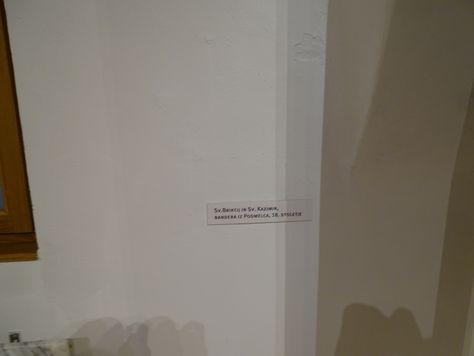 Sv. Brikcij in Sv. Kazimir,
bandera iz Podmelca, 18. stoletje